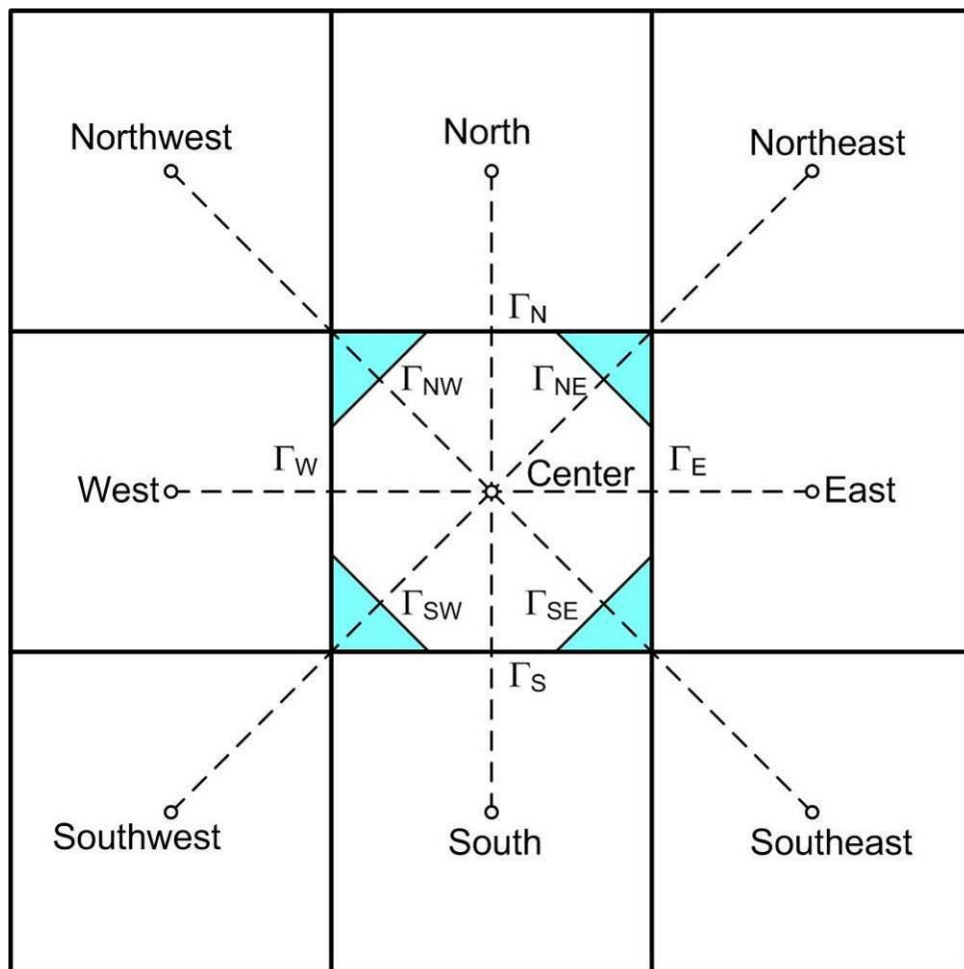 Northwest
North
Northeast
ΓN
ΓNW
ΓNE
ΓW
ΓE
West
Center
East
ΓSW
ΓSE
ΓS
Southwest
South
Southeast